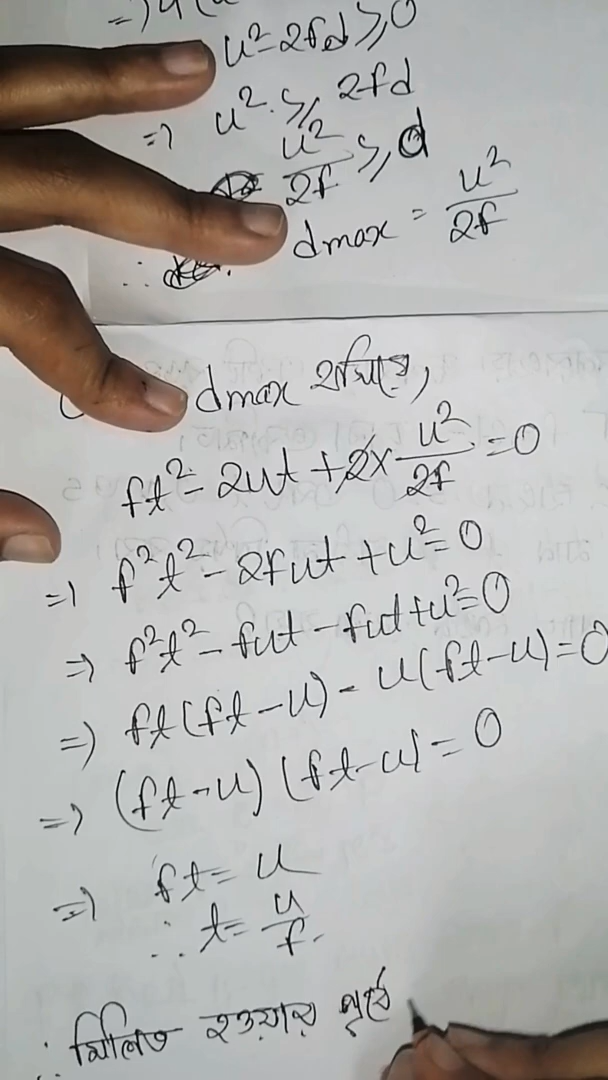 u²-2fd ≥ 0
=> u² ≥ 2fd
u²/2f ≥ d
∴ dmax = u²/2f
dmax
ft² - 2ut + 2 × u²/2f = 0
=> f²t² - 2fut + u² = 0
=> f²t² - fut - fut + u² = 0
=> ft(ft-u) - u(ft-u) = 0
=> (ft-u) (ft-u) = 0
=> ft = u
∴ t = u/f
∴ মিলিত হওয়ার পূর্বে